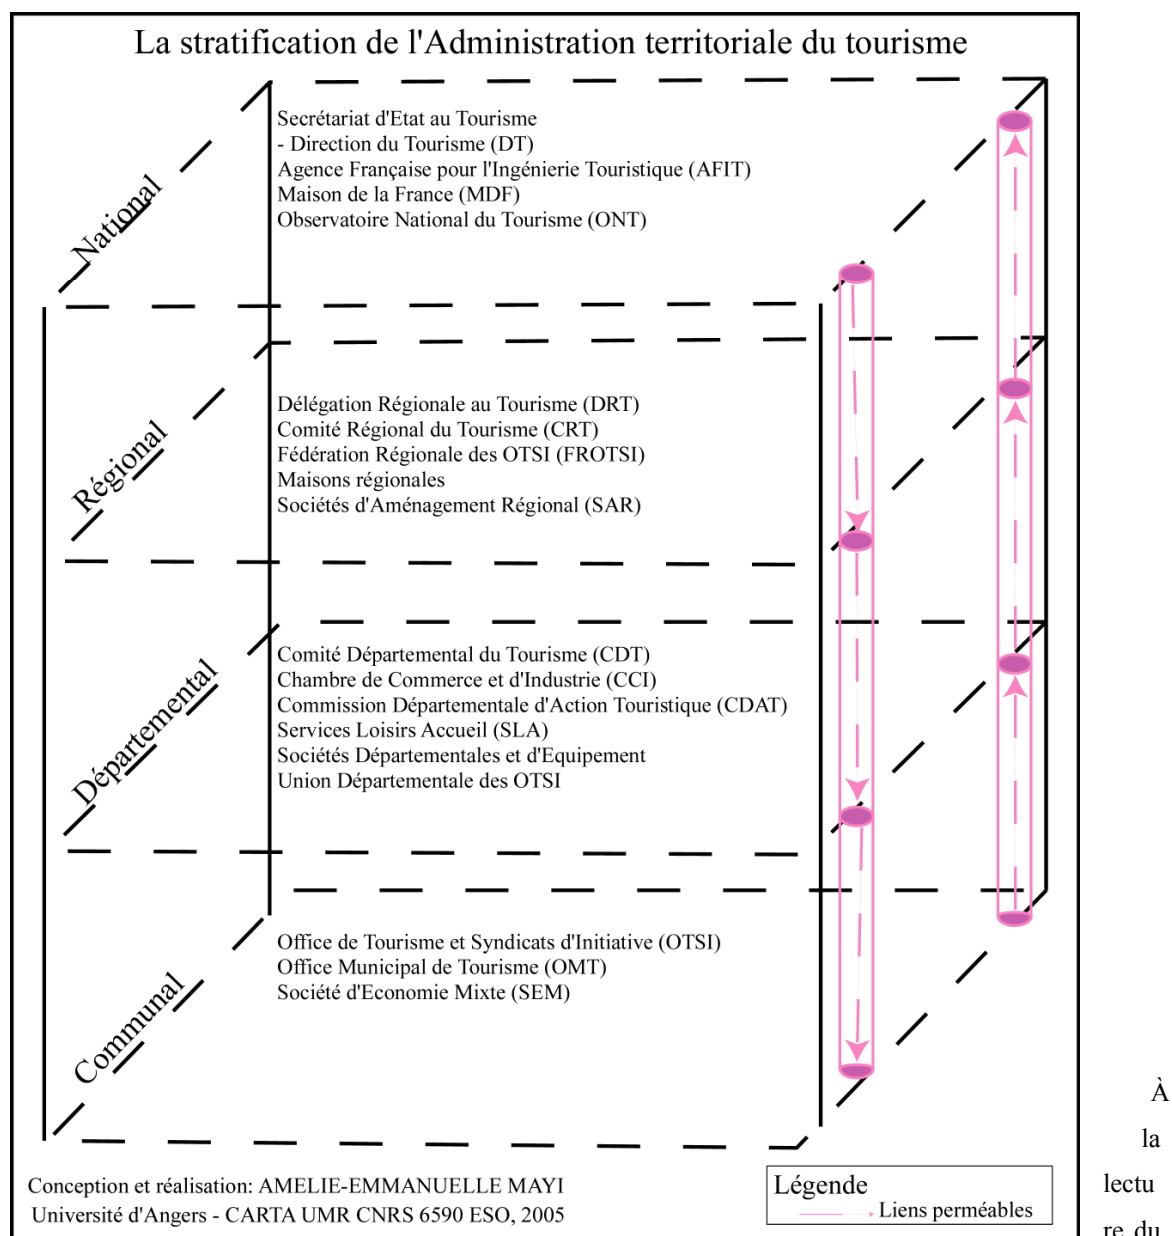 La stratification de l'Administration territoriale du tourisme
National
Secrétariat d'Etat au Tourisme
- Direction du Tourisme (DT)
Agence Française pour l'Ingénierie Touristique (AFIT)
Maison de la France (MDF)
Observatoire National du Tourisme (ONT)
Régional
Délégation Régionale au Tourisme (DRT)
Comité Régional du Tourisme (CRT)
Fédération Régionale des OTSI (FROTSI)
Maisons régionales
Sociétés d'Aménagement Régional (SAR)
Départemental
Comité Départemental du Tourisme (CDT)
Chambre de Commerce et d'Industrie (CCI)
Commission Départementale d'Action Touristique (CDAT)
Services Loisirs Accueil (SLA)
Sociétés Départementales et d'Equipement
Union Départementale des OTSI
Communal
Office de Tourisme et Syndicats d'Initiative (OTSI)
Office Municipal de Tourisme (OMT)
Société d'Economie Mixte (SEM)
Conception et réalisation: AMELIE-EMMANUELLE MAYI
Université d'Angers - CARTA UMR CNRS 6590 ESO, 2005
Légende
Liens perméables
À
la
lectu
re du